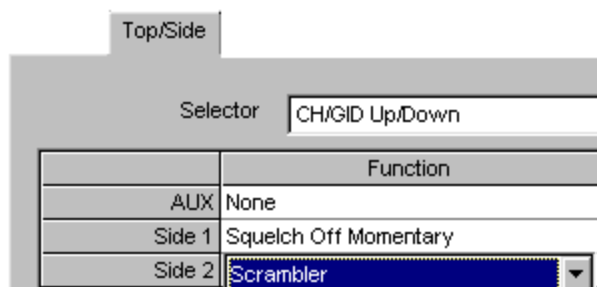 Top/Side
Selector CH/GID Up/Down
Function
AUX None
Side 1 Squelch Off Momentary
Side 2 Scrambler